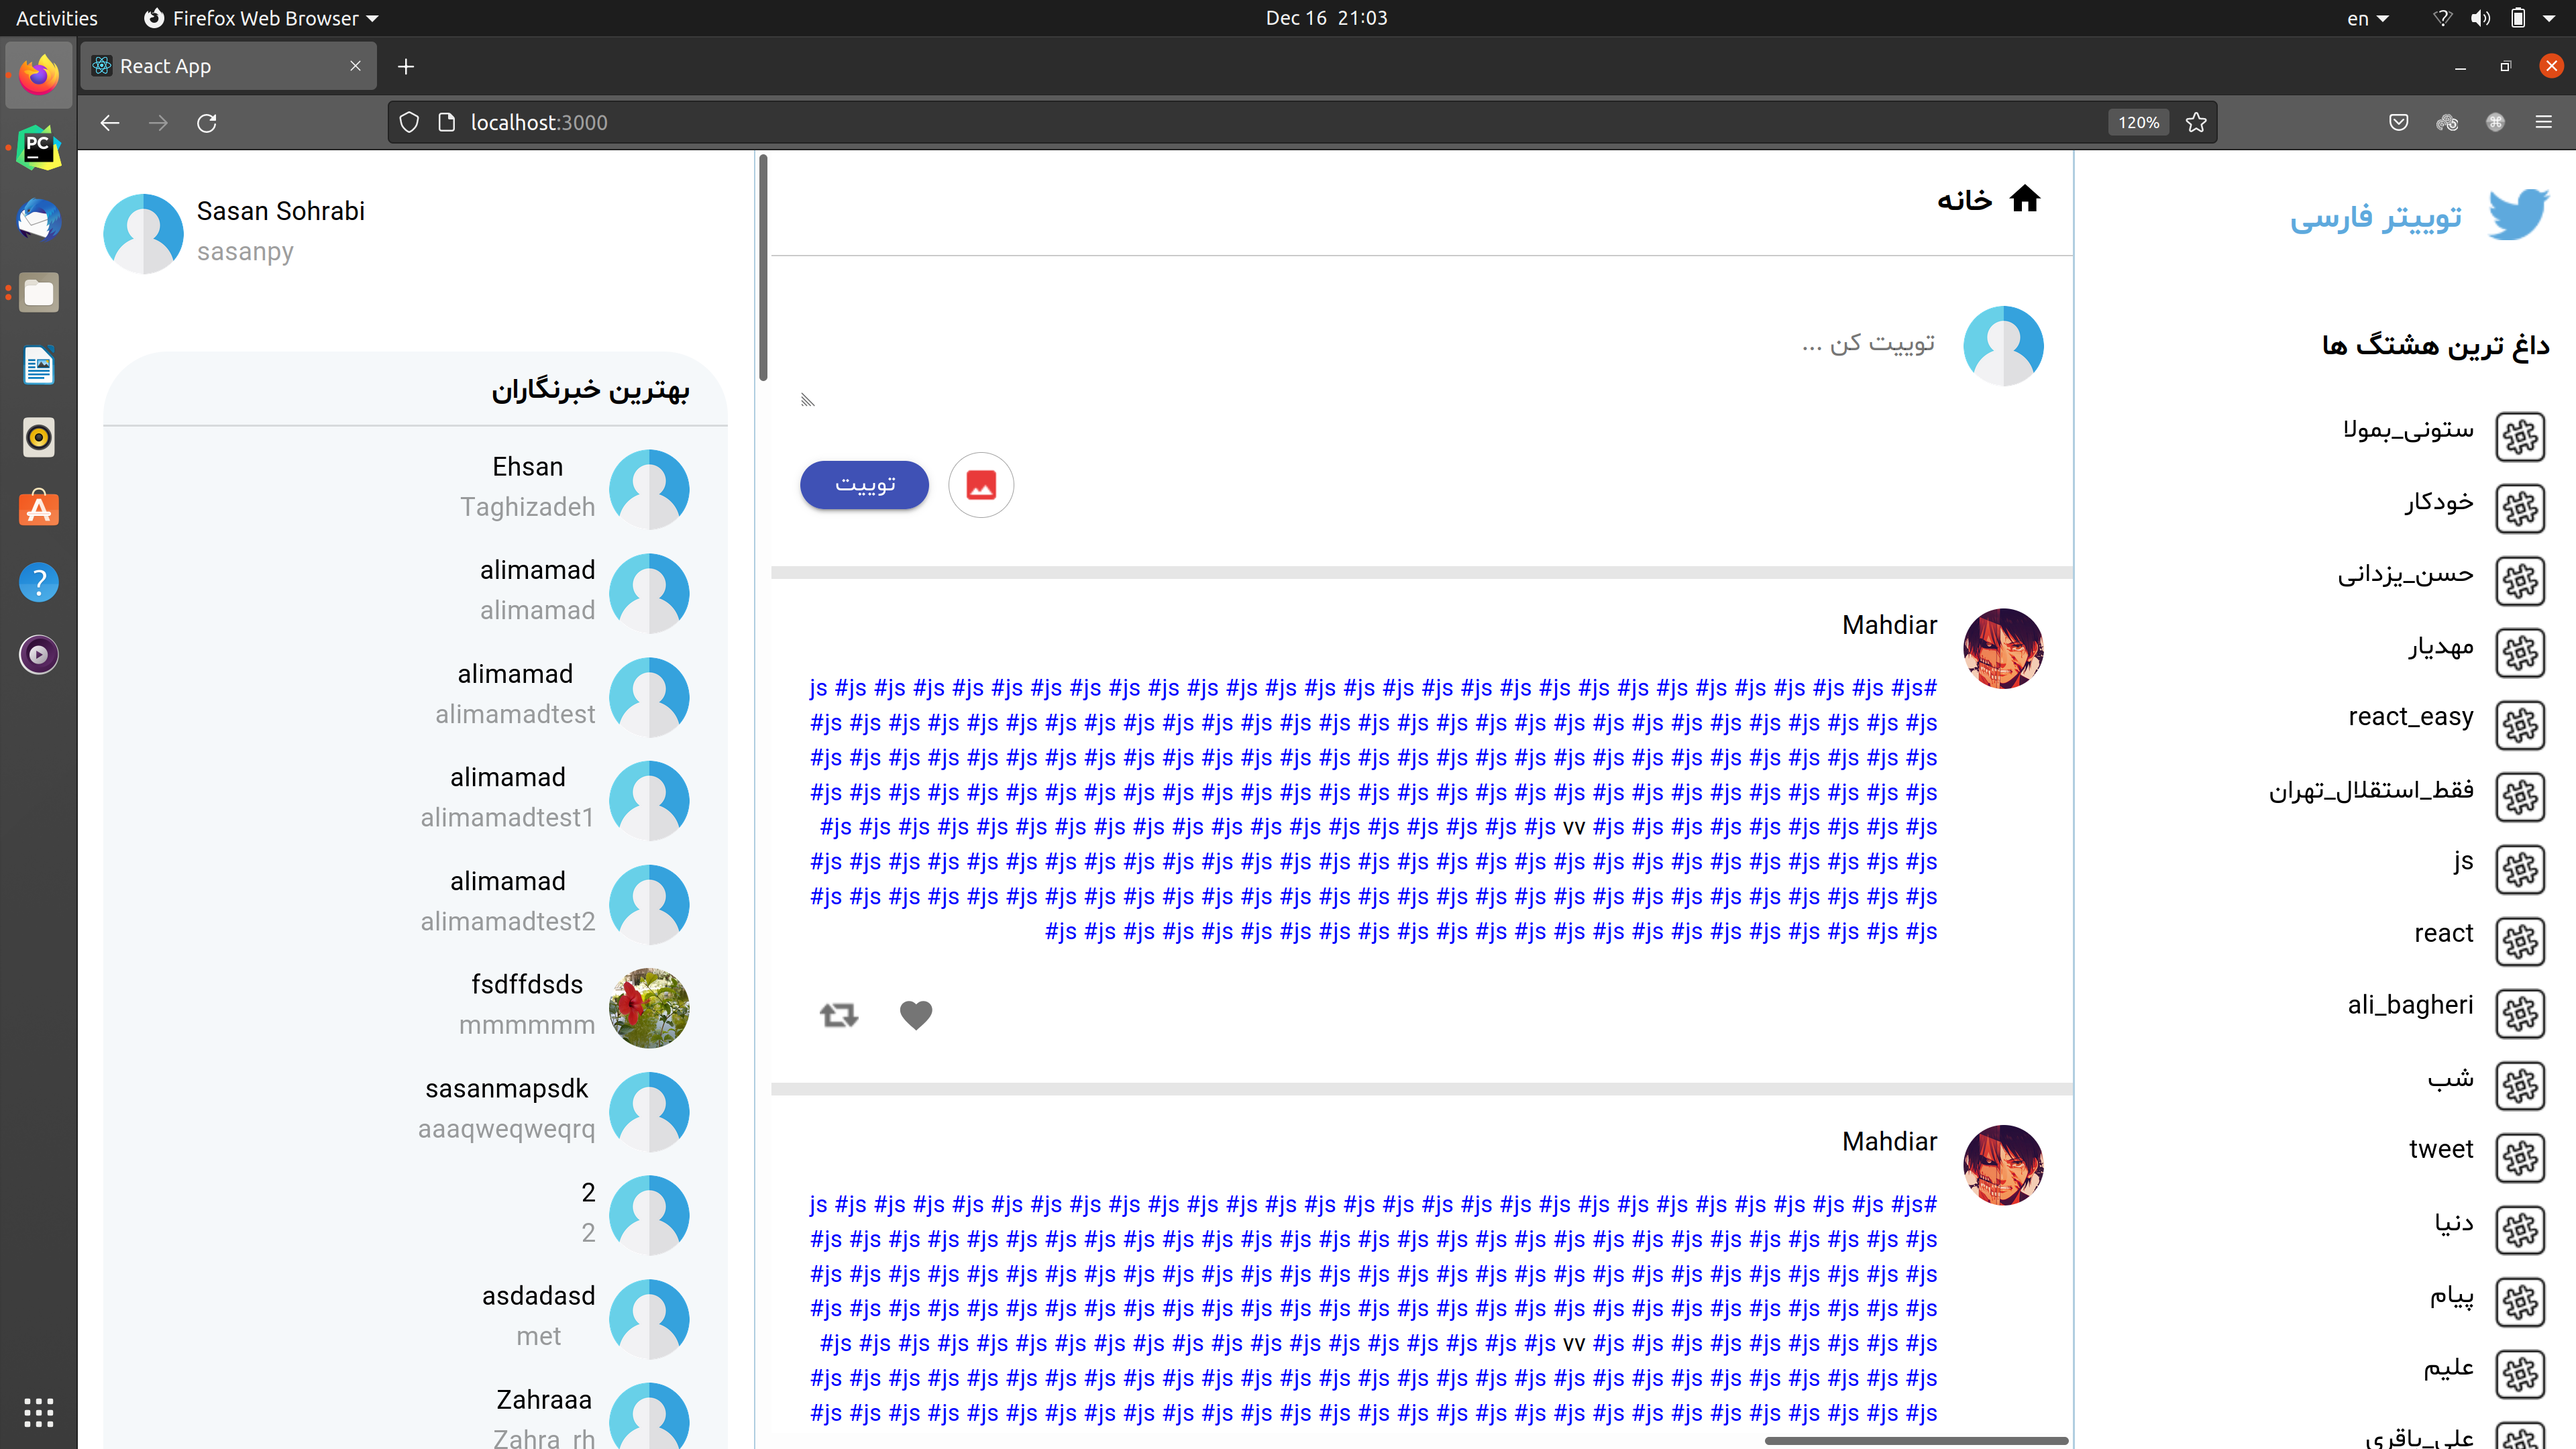 Activities
Firefox Web Browser
Dec 16 21:03
en
React App
localhost:3000
120%
توییتر فارسی
داغ ترین هشتگ ها
ستونی_بمولا
خودکار
حسن_یزدانی
مهدیار
react_easy
فقط_استقلال_تهران
js
react
ali_bagheri
شب
tweet
دنیا
پیام
علیم
علی_باقری
خانه
توییت کن ...
توییت
Mahdiar
#js #js #js #js #js #js #js #js #js #js #js #js #js #js #js #js #js #js #js #js #js #js #js #js #js #js #js #js #js
#js #js #js #js #js #js #js #js #js #js #js #js #js #js #js #js #js #js #js #js #js #js #js #js #js #js #js #js #js
#js #js #js #js #js #js #js #js #js #js #js #js #js #js #js #js #js #js #js #js #js #js #js #js #js #js #js #js #js
#js #js #js #js #js #js #js #js #js #js #js #js #js #js #js #js #js #js #js #js #js #js #js #js #js #js #js #js #js
#js #js #js #js #js #js #js #js #js #js #js #js #js #js #js #js #js #js #js vv #js #js #js #js #js #js #js #js #js
#js #js #js #js #js #js #js #js #js #js #js #js #js #js #js #js #js #js #js #js #js #js #js #js #js #js #js #js #js
#js #js #js #js #js #js #js #js #js #js #js #js #js #js #js #js #js #js #js #js #js #js #js #js #js #js #js #js #js
#js #js #js #js #js #js #js #js #js #js #js #js #js #js #js #js #js #js #js #js #js #js #js
Mahdiar
#js #js #js #js #js #js #js #js #js #js #js #js #js #js #js #js #js #js #js #js #js #js #js #js #js #js #js #js #js
#js #js #js #js #js #js #js #js #js #js #js #js #js #js #js #js #js #js #js #js #js #js #js #js #js #js #js #js #js
#js #js #js #js #js #js #js #js #js #js #js #js #js #js #js #js #js #js #js #js #js #js #js #js #js #js #js #js #js
#js #js #js #js #js #js #js #js #js #js #js #js #js #js #js #js #js #js #js #js #js #js #js #js #js #js #js #js #js
#js #js #js #js #js #js #js #js #js #js #js #js #js #js #js #js #js #js #js vv #js #js #js #js #js #js #js #js #js
#js #js #js #js #js #js #js #js #js #js #js #js #js #js #js #js #js #js #js #js #js #js #js #js #js #js #js #js #js
#js #js #js #js #js #js #js #js #js #js #js #js #js #js #js #js #js #js #js #js #js #js #js #js #js #js #js #js #js
Sasan Sohrabi
sasanpy
بهترین خبرنگاران
Ehsan
Taghizadeh
alimamad
alimamad
alimamad
alimamadtest
alimamad
alimamadtest1
alimamad
alimamadtest2
fsdffdsds
mmmmmm
sasanmapsdk
aaaqweqweqrq
2
2
asdadasd
met
Zahraaa
Zahra_rh